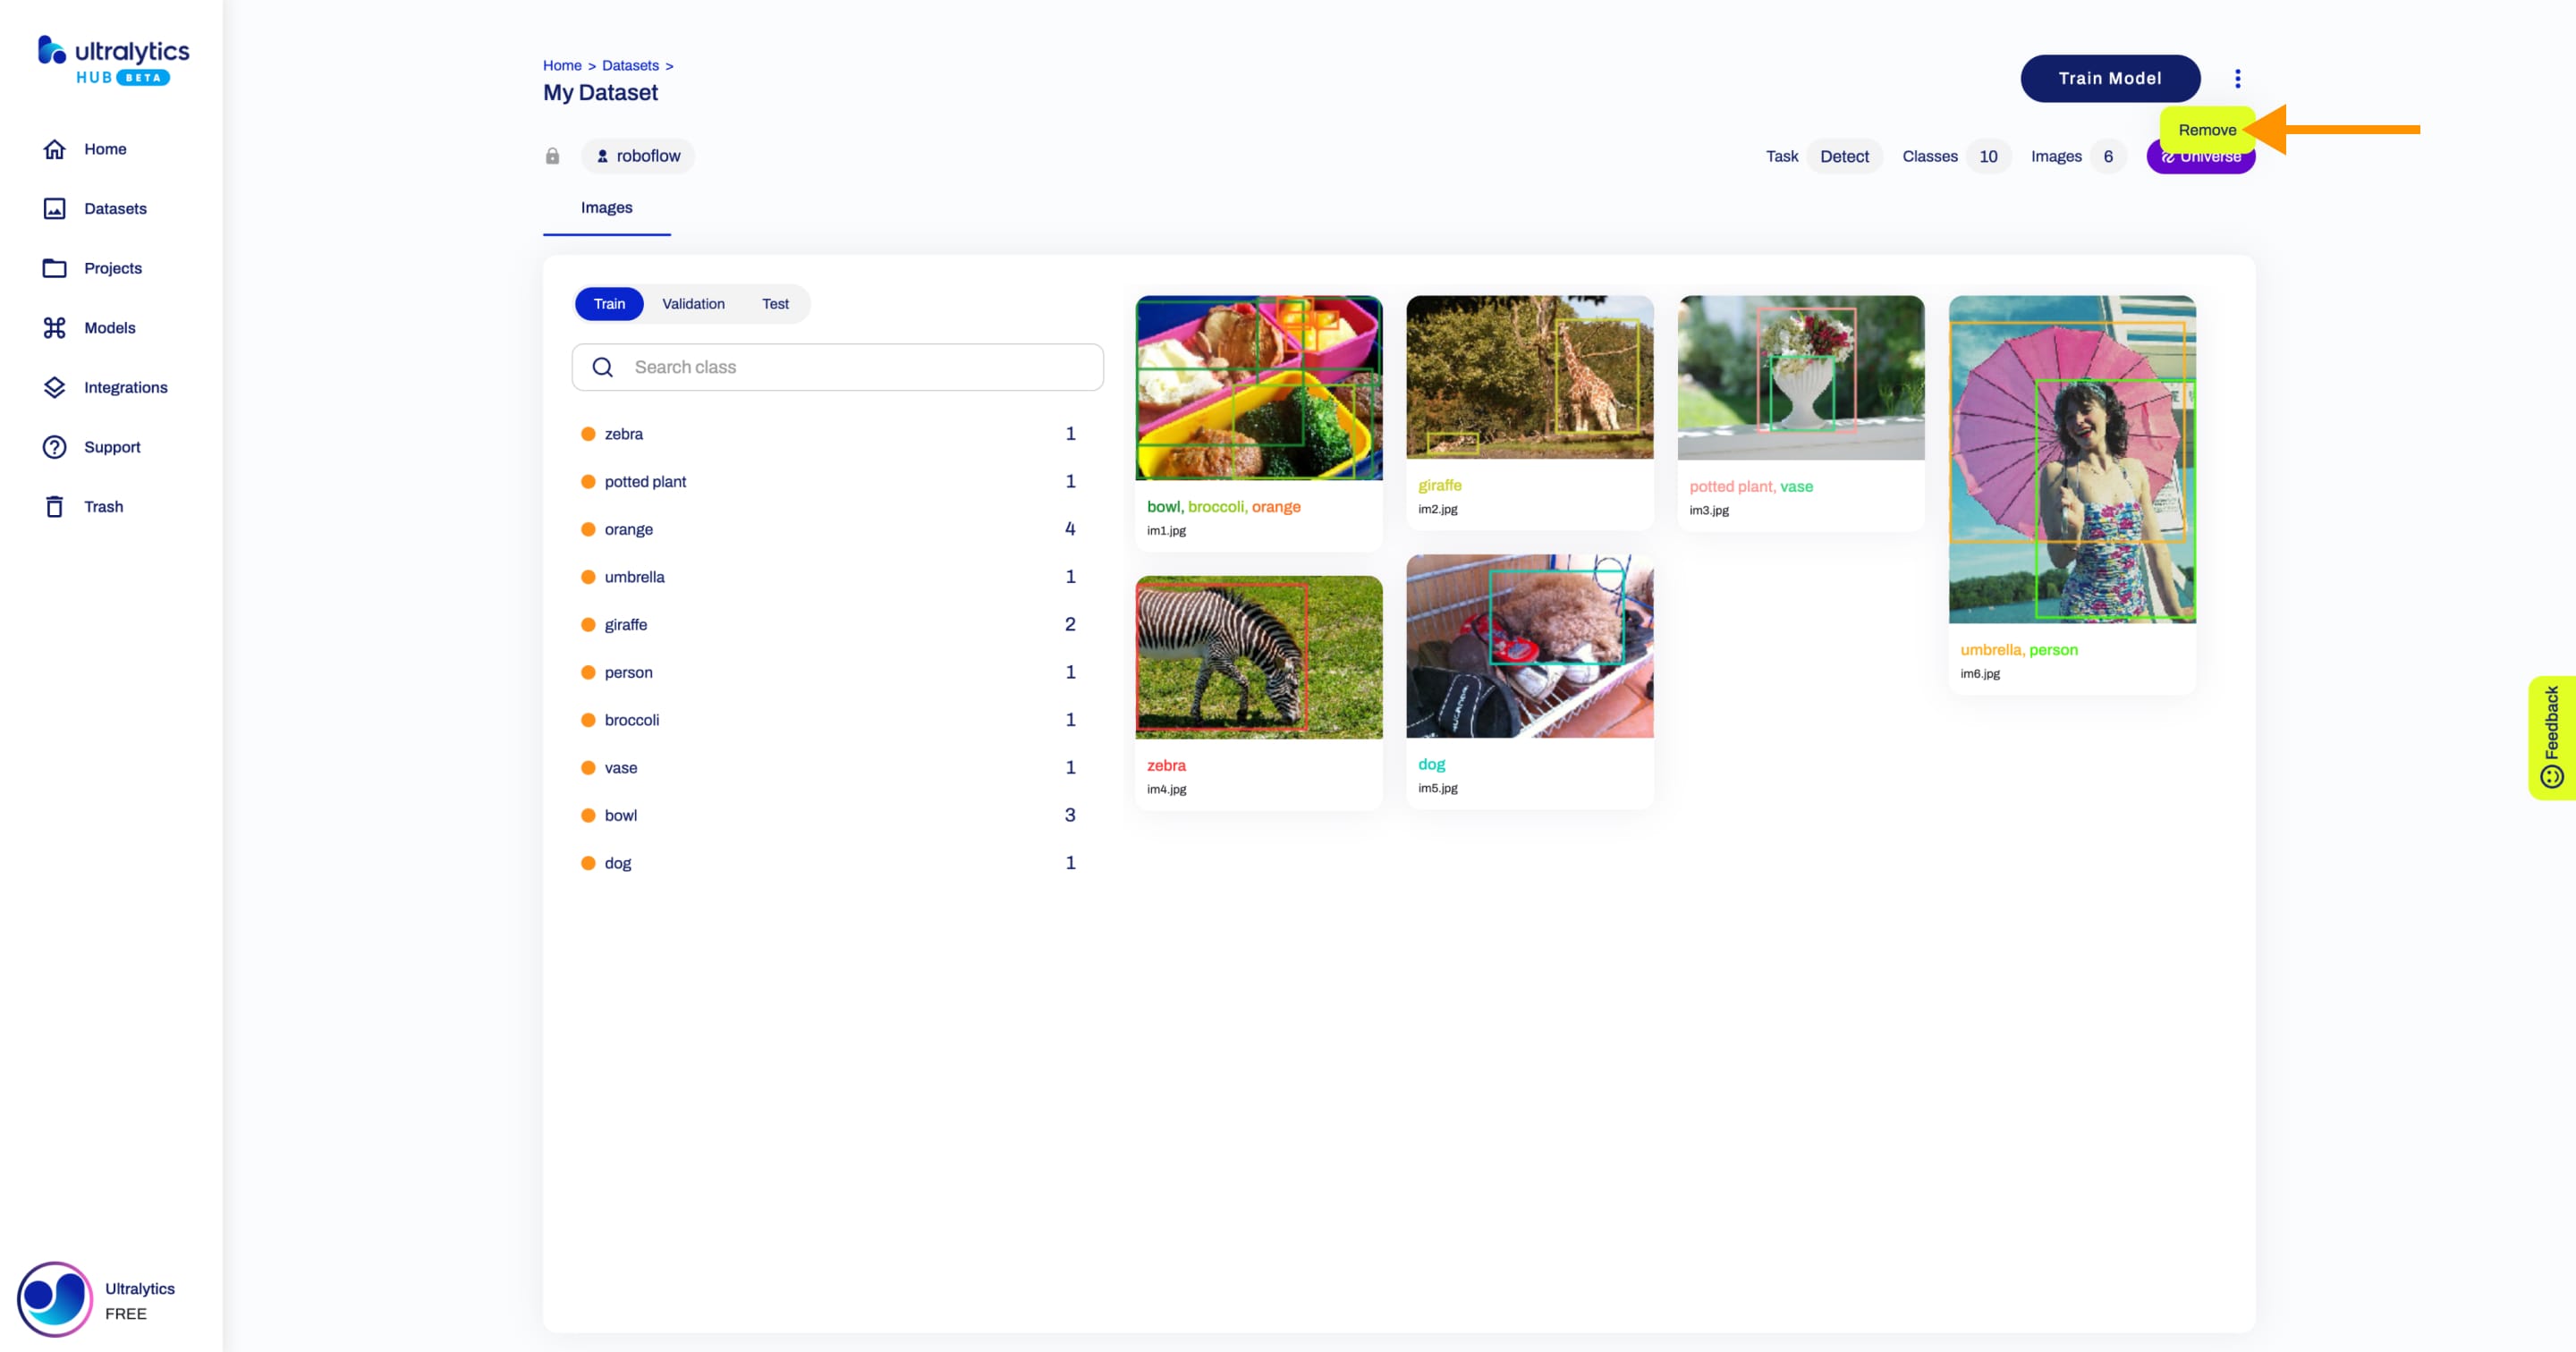 ultralytics
HUB BETA
Home
Datasets
Projects
Models
Integrations
Support
Trash
Ultralytics
FREE
Home > Datasets >
My Dataset
Train Model
Remove
roboflow
Task Detect Classes 10 Images 6 Universe
Images
Train Validation Test
Search class
zebra 1
potted plant 1
orange 4
umbrella 1
giraffe 2
person 1
broccoli 1
vase 1
bowl 3
dog 1
bowl, broccoli, orange
im1.jpg
giraffe
im2.jpg
potted plant, vase
im3.jpg
umbrella, person
im6.jpg
zebra
im4.jpg
dog
im5.jpg
Feedback